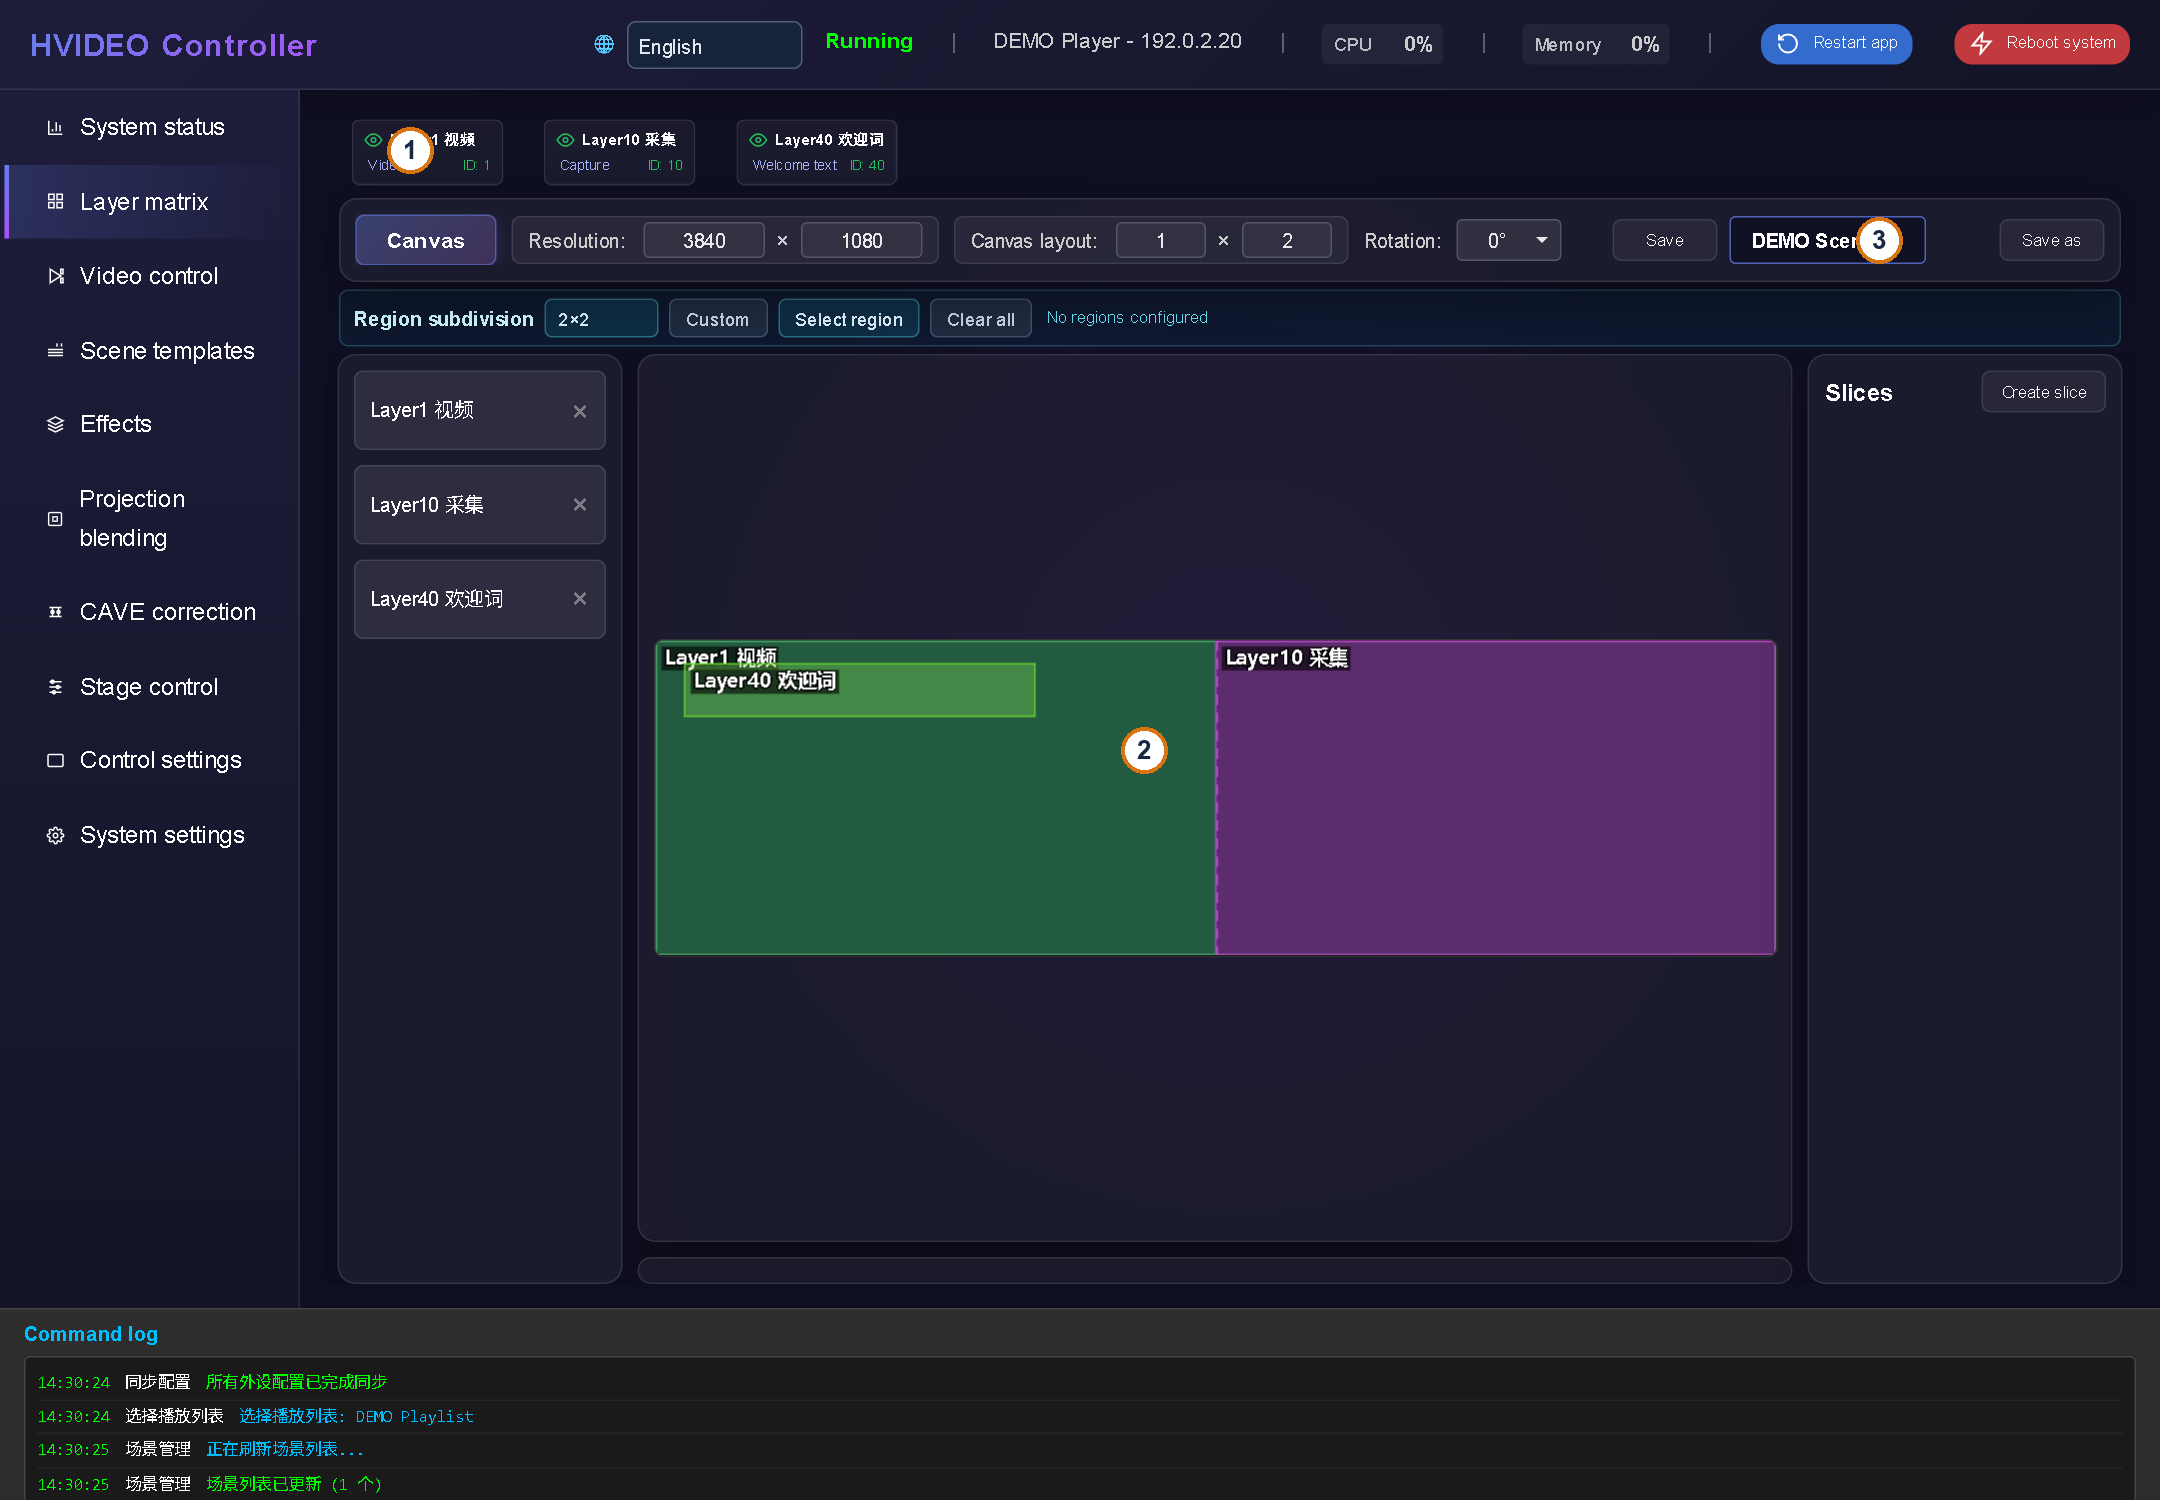 HVIDEO Controller
English
Running
DEMO Player - 192.0.2.20
CPU 0%
Memory 0%
Restart app
Reboot system
System status
Layer matrix
Video control
Scene templates
Effects
Projection
blending
CAVE correction
Stage control
Control settings
System settings
1 视频
ID: 1
1
Layer10 采集
Capture ID: 10
Layer40 欢迎词
Welcome text ID: 40
Canvas
Resolution: 3840 × 1080
Canvas layout: 1 × 2
Rotation: 0°
Save
DEMO
3
Save as
Region subdivision
2×2
Custom
Select region
Clear all
No regions configured
Layer1 视频 ×
Layer10 采集 ×
Layer40 欢迎词 ×
Layer1 视频
Layer40 欢迎词
2
Layer10 采集
Slices
Create slice
Command log
14:30:24 同步配置 所有外设配置已完成同步
14:30:24 选择播放列表 选择播放列表: DEMO Playlist
14:30:25 场景管理 正在刷新场景列表...
14:30:25 场景管理 场景列表已更新 (1 个)